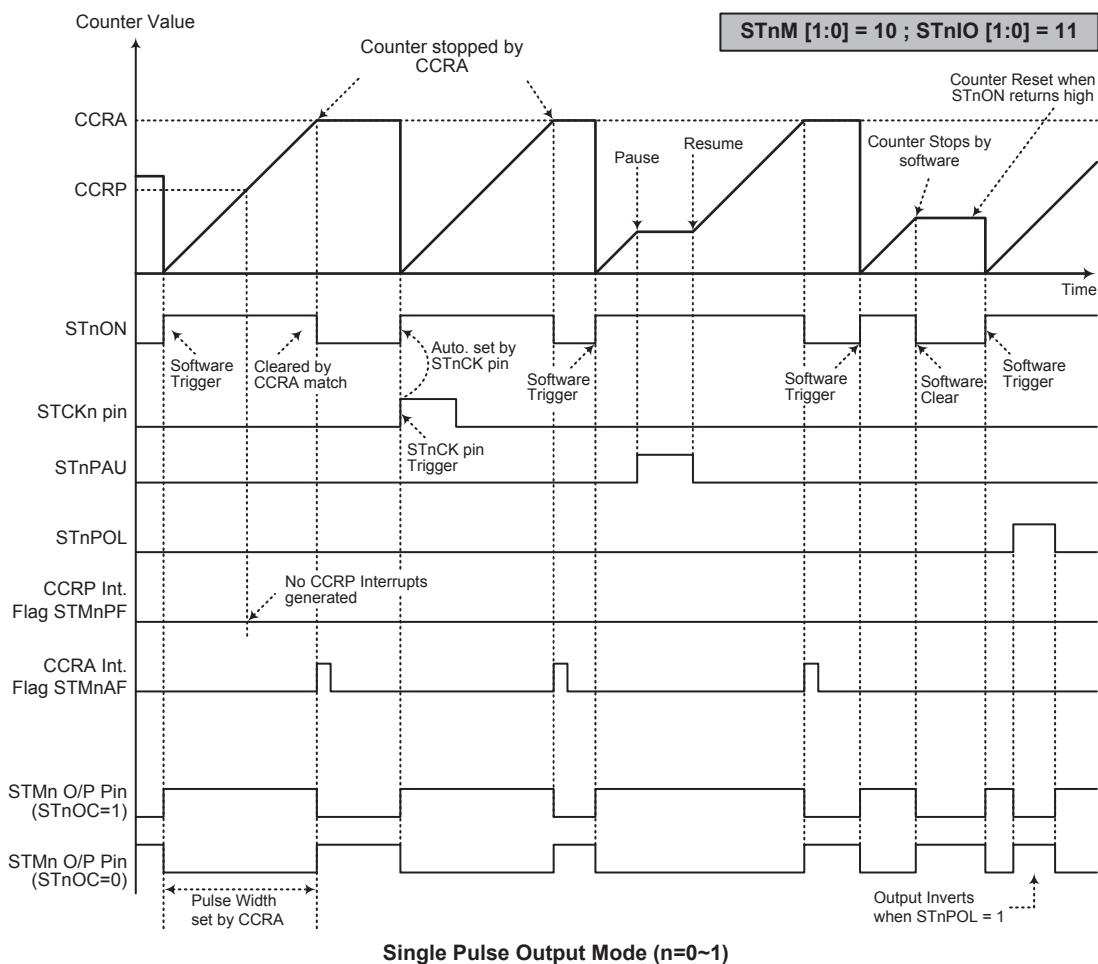 Counter Value
STnM [1:0] = 10 ; STnIO [1:0] = 11
Counter stopped by
CCRA
Counter Reset when
STnON returns high
CCRA
Pause
Resume
Counter Stops by
software
CCRP
Time
STnON
Software
Trigger
Cleared by
CCRA match
Auto. set by
STnCK pin
Software
Trigger
Software
Trigger
Software
Clear
Software
Trigger
STCKn pin
STnCK pin
Trigger
STnPAU
STnPOL
No CCRP Interrupts
generated
CCRP Int.
Flag STMnPF
CCRA Int.
Flag STMnAF
STMn O/P Pin
(STnOC=1)
STMn O/P Pin
(STnOC=0)
Pulse Width
set by CCRA
Output Inverts
when STnPOL = 1
Single Pulse Output Mode (n=0~1)